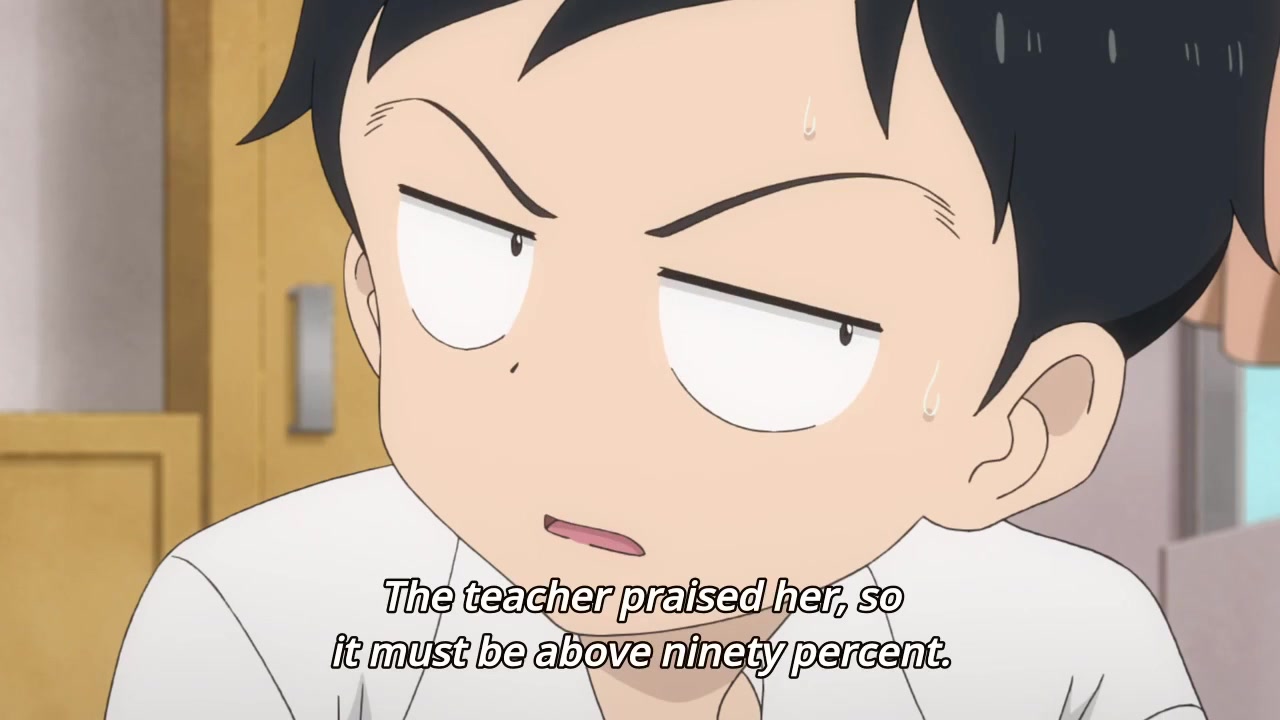 The teacher praised her, so
it must be above ninety percent.